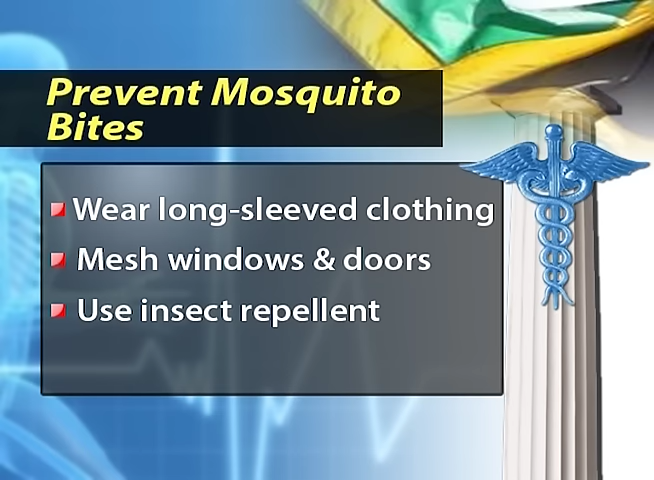 Prevent Mosquito
Bites
Wear long-sleeved clothing
Mesh windows & doors
Use insect repellent